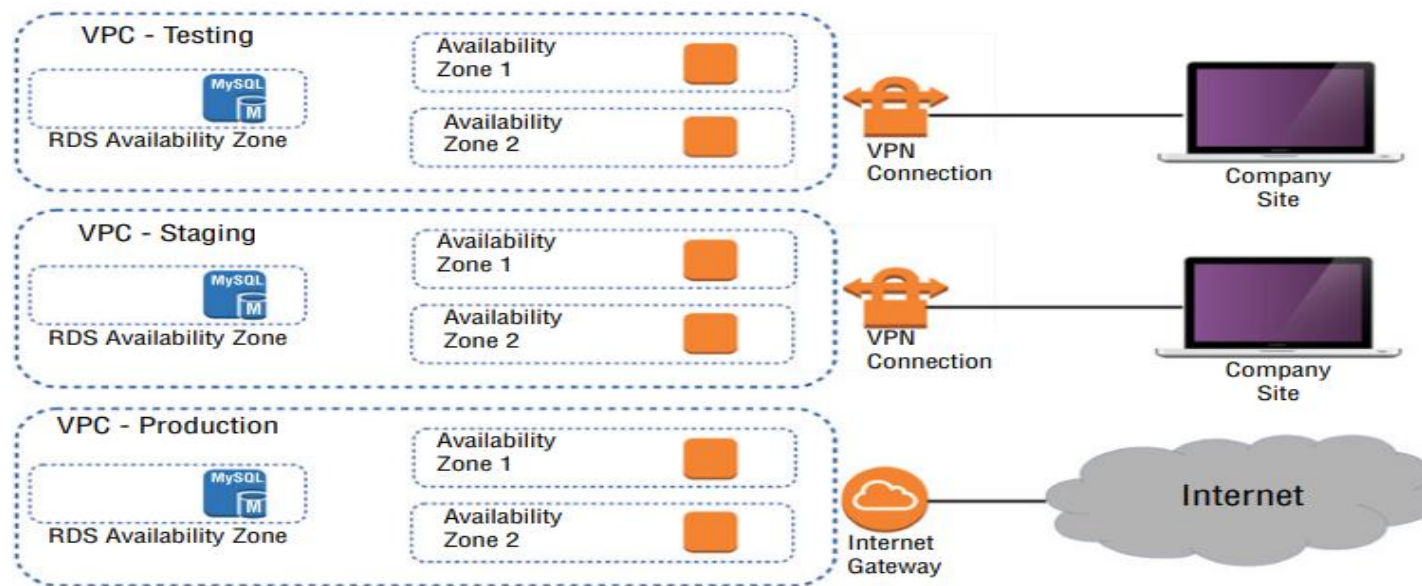 VPC - Testing
Availability
Zone 1
MySQL
M
RDS Availability Zone
Availability
Zone 2
VPN
Connection
Company
Site
VPC - Staging
Availability
Zone 1
MySQL
M
RDS Availability Zone
Availability
Zone 2
VPN
Connection
Company
Site
VPC - Production
Availability
Zone 1
MySQL
M
RDS Availability Zone
Availability
Zone 2
Internet
Gateway
Internet